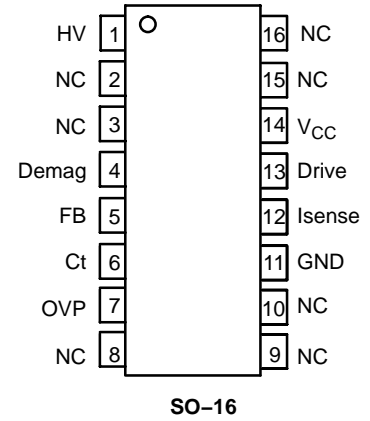 HV 1 16 NC
NC 2 15 NC
NC 3 14 VCC
Demag 4 13 Drive
FB 5 12 Isense
Ct 6 11 GND
OVP 7 10 NC
NC 8 9 NC
SO–16